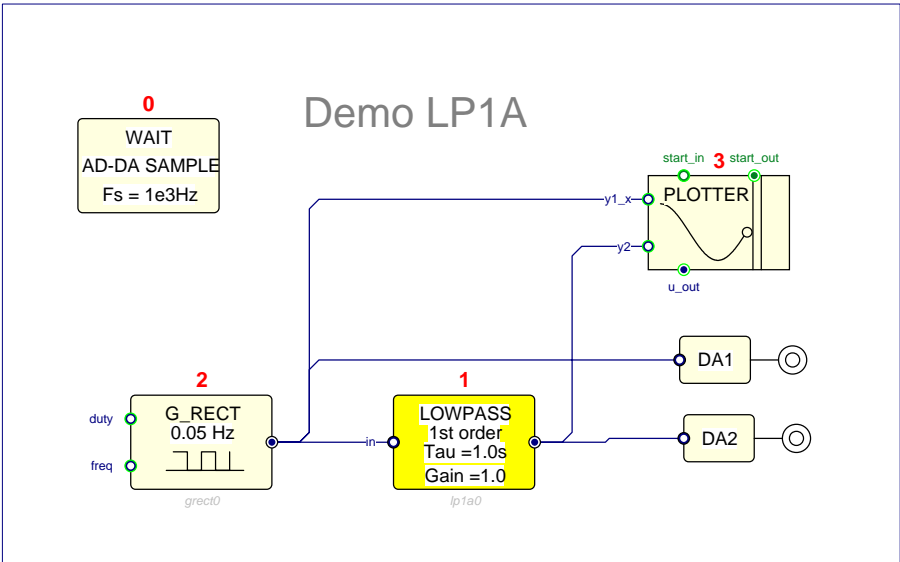 Demo LP1A
0
WAIT
AD-DA SAMPLE
Fs = 1e3Hz
start_in
3
start_out
PLOTTER
y1_x
y2
u_out
DA1
2
G_RECT
0.05 Hz
duty
freq
grect0
1
LOWPASS
1st order
Tau =1.0s
Gain =1.0
in
lp1a0
DA2